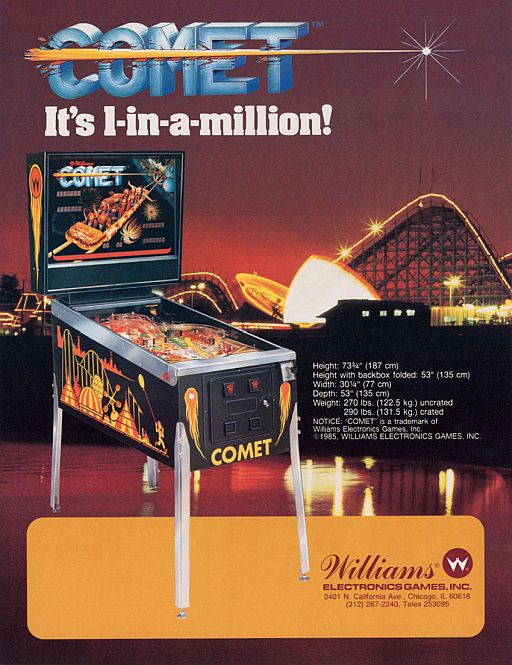 COMET™
It's 1-in-a-million!
Williams
COMET
Height: 73¾" (187 cm)
Height with backbox folded: 53" (135 cm)
Width: 30¼" (77 cm)
Depth: 53" (135 cm)
Weight: 270 lbs. (122.5 kg.) uncrated
290 lbs. (131.5 kg.) crated
NOTICE: "COMET" is a trademark of
Williams Electronics Games, Inc.
©1985, WILLIAMS ELECTRONICS GAMES, INC.
COMET
Williams® W
ELECTRONICS GAMES, INC.
3401 N. California Ave., Chicago, IL 60618
(312) 267-2240, Telex 253095